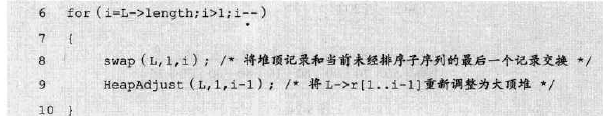 6 for(i=L->length;i>1;i--)
7 {
8 swap(L,1,i); /* 将堆顶记录和当前未经排序子序列的最后一个记录交换 */
9 HeapAdjust(L,1,i-1); /* 将L->r[1..i-1]重新调整为大顶堆 */
10 }